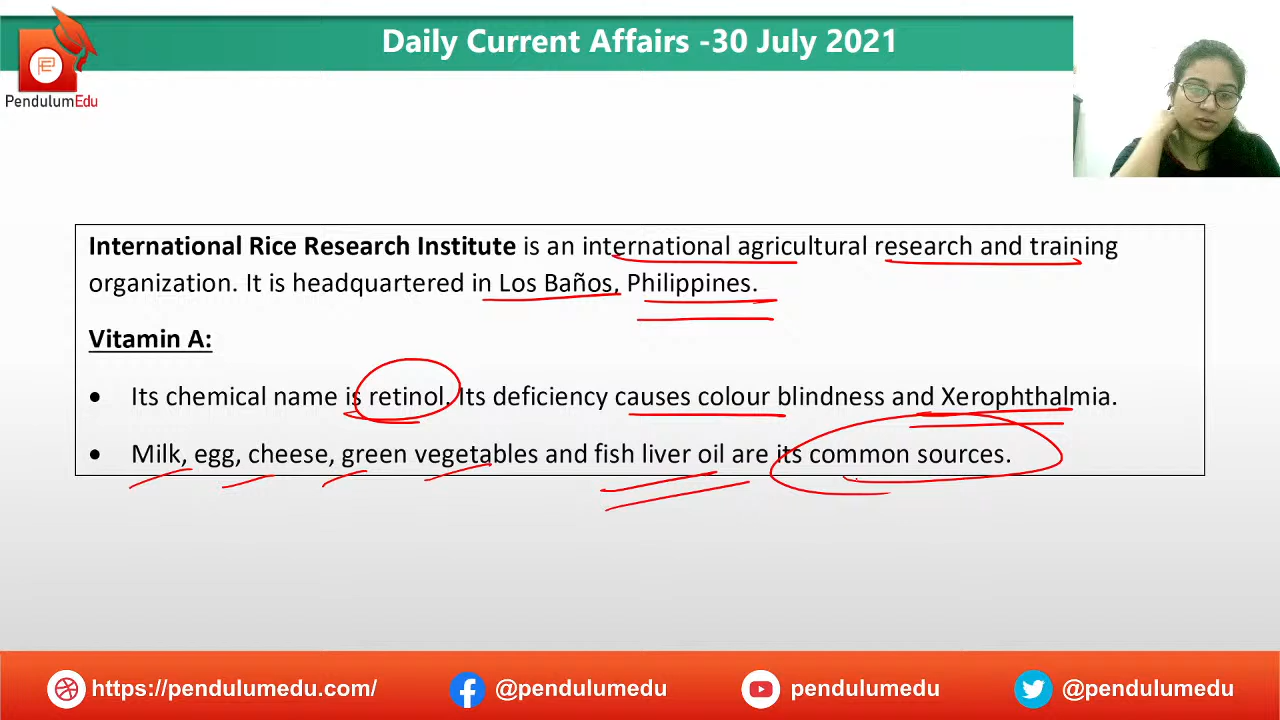 Daily Current Affairs -30 July 2021
PendulumEdu
International Rice Research Institute is an international agricultural research and training
organization. It is headquartered in Los Baños, Philippines.
Vitamin A:
• Its chemical name is retinol. Its deficiency causes colour blindness and Xerophthalmia.
• Milk, egg, cheese, green vegetables and fish liver oil are its common sources.
https://pendulumedu.com/ @pendulumedu pendulumedu @pendulumedu